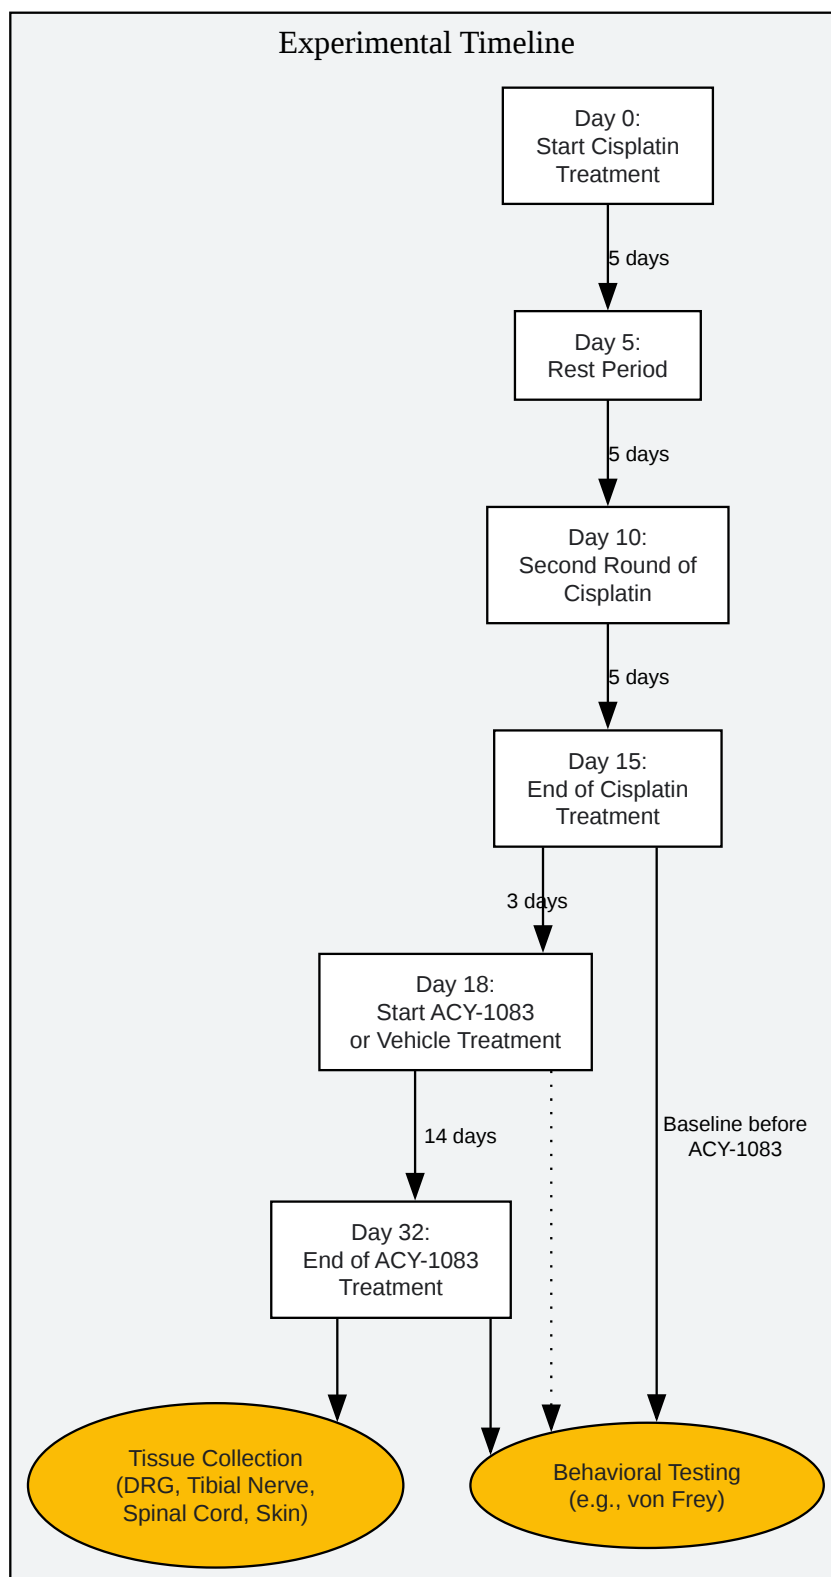 Experimental Timeline
Day 0:
Start Cisplatin
Treatment
5 days
Day 5:
Rest Period
5 days
Day 10:
Second Round of
Cisplatin
5 days
Day 15:
End of Cisplatin
Treatment
3 days
Day 18:
Start ACY-1083
or Vehicle Treatment
14 days
Baseline before
ACY-1083
Day 32:
End of ACY-1083
Treatment
Tissue Collection
(DRG, Tibial Nerve,
Spinal Cord, Skin)
Behavioral Testing
(e.g., von Frey)